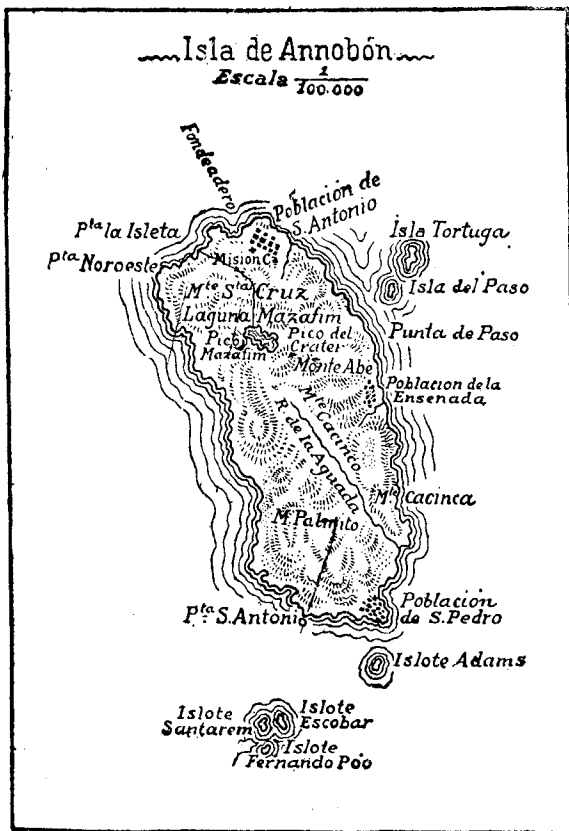 Isla de Annobón
Escala 1/100.000
Fondeadero
Población de
S. Antonio
Pta la Isleta
Isla Tortuga
Pta Noroeste
Mision Ca
Isla del Paso
Mte Sta Cruz
Laguna Mazafim
Punta de Paso
Pico
Mazafim
Pico del
Crater
Monte Abe
Poblacion de la
Ensenada
Mte Cacinco
R. de la Aguada
Mte Cacinca
M. Palmito
Pta S. Antonio
Población
de S. Pedro
Islote Adams
Islote
Santarem
Islote
Escobar
Islote
Fernando Póo